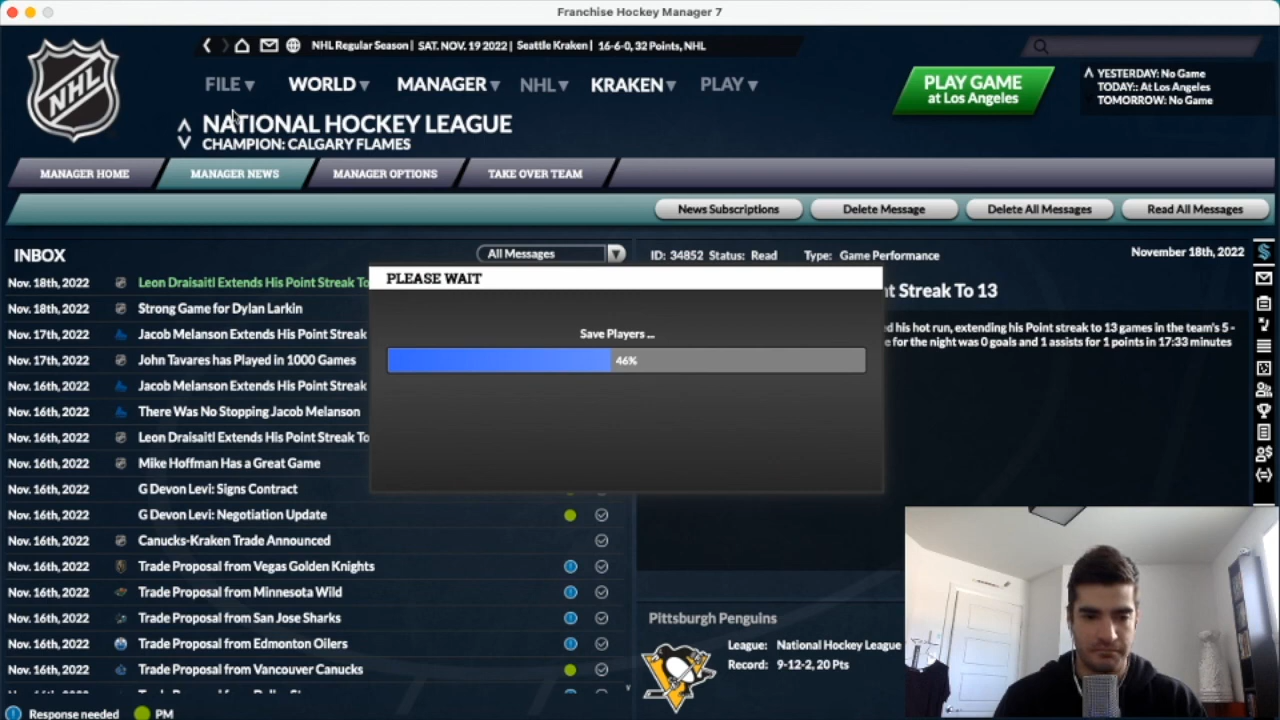 Franchise Hockey Manager 7
NHL Regular Season | SAT. NOV. 19 2022 | Seattle Kraken | 16-6-0, 32 Points, NHL
FILE WORLD MANAGER NHL KRAKEN PLAY
PLAY GAME
at Los Angeles
YESTERDAY: No Game
TODAY:: At Los Angeles
TOMORROW: No Game
NHL
NATIONAL HOCKEY LEAGUE
CHAMPION: CALGARY FLAMES
MANAGER HOME MANAGER NEWS MANAGER OPTIONS TAKE OVER TEAM
News Subscriptions Delete Message Delete All Messages Read All Messages
INBOX All Messages
ID: 34852 Status: Read Type: Game Performance November 18th, 2022
PLEASE WAIT
Save Players ...
46%
Nov. 18th, 2022 Leon Draisaitl Extends His Point Streak To
Nov. 18th, 2022 Strong Game for Dylan Larkin
Nov. 17th, 2022 Jacob Melanson Extends His Point Streak
Nov. 17th, 2022 John Tavares has Played in 1000 Games
Nov. 16th, 2022 Jacob Melanson Extends His Point Streak
Nov. 16th, 2022 There Was No Stopping Jacob Melanson
Nov. 16th, 2022 Leon Draisaitl Extends His Point Streak To
Nov. 16th, 2022 Mike Hoffman Has a Great Game
Nov. 16th, 2022 G Devon Levi: Signs Contract
Nov. 16th, 2022 G Devon Levi: Negotiation Update
Nov. 16th, 2022 Canucks-Kraken Trade Announced
Nov. 16th, 2022 Trade Proposal from Vegas Golden Knights
Nov. 16th, 2022 Trade Proposal from Minnesota Wild
Nov. 16th, 2022 Trade Proposal from San Jose Sharks
Nov. 16th, 2022 Trade Proposal from Edmonton Oilers
Nov. 16th, 2022 Trade Proposal from Vancouver Canucks
Response needed PM
t Streak To 13
d his hot run, extending his Point streak to 13 games in the team's 5 -
e for the night was 0 goals and 1 assists for 1 points in 17:33 minutes
Pittsburgh Penguins
League: National Hockey League
Record: 9-12-2, 20 Pts